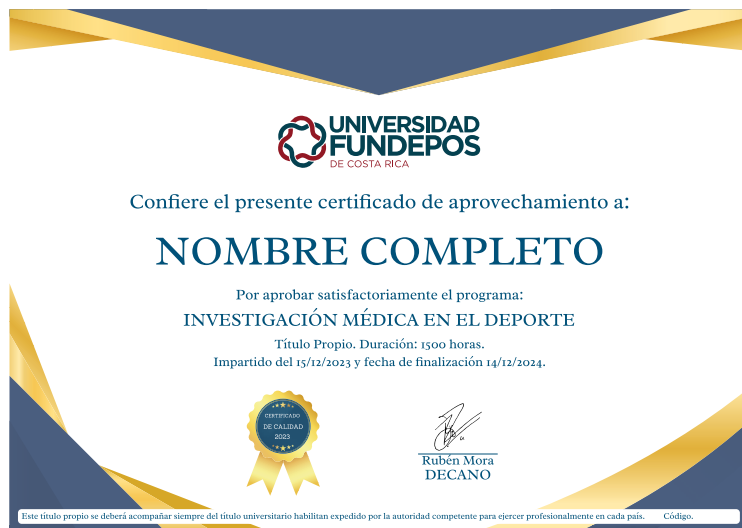 UNIVERSIDAD
FUNDEPOS
DE COSTA RICA
Confiere el presente certificado de aprovechamiento a:
NOMBRE COMPLETO
Por aprobar satisfactoriamente el programa:
INVESTIGACIÓN MÉDICA EN EL DEPORTE
Título Propio. Duración: 1500 horas.
Impartido del 15/12/2023 y fecha de finalización 14/12/2024.
CERTIFICADO
DE CALIDAD
2023
Rubén Mora
DECANO
Este título propio se deberá acompañar siempre del título universitario habilitan expedido por la autoridad competente para ejercer profesionalmente en cada país. Código.